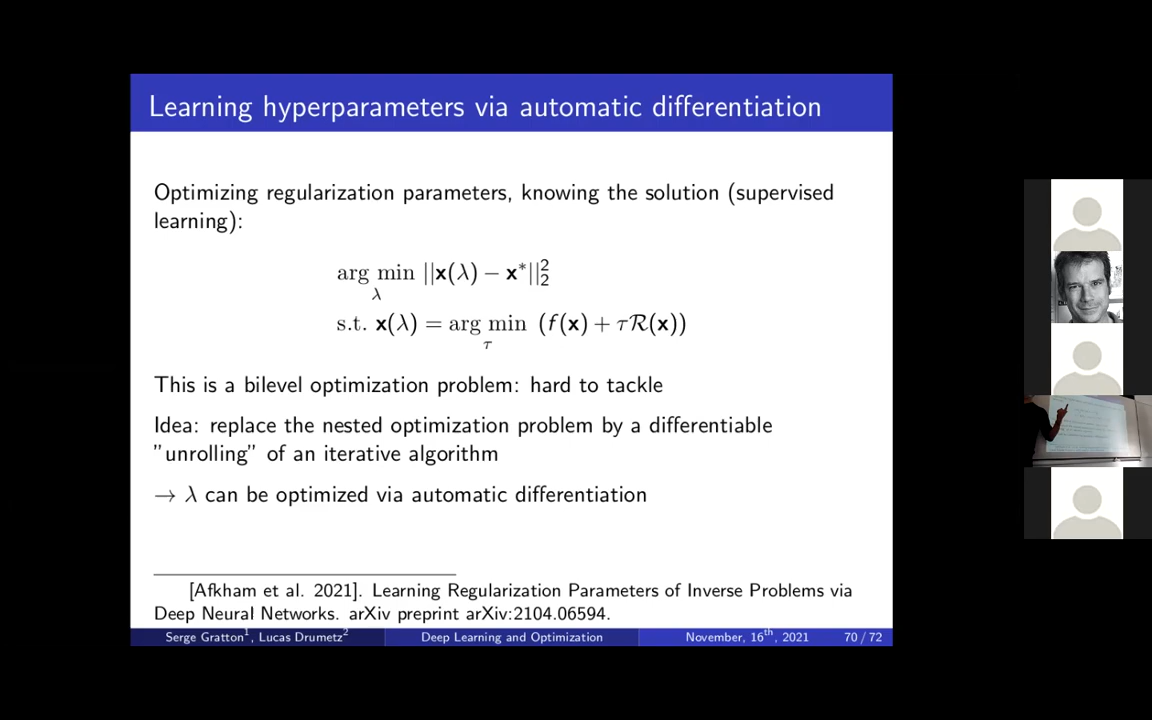 Learning hyperparameters via automatic differentiation
Optimizing regularization parameters, knowing the solution (supervised
learning):
arg min ||x(λ) − x*||₂²
λ
s.t. x(λ) = arg min (f(x) + τR(x))
τ
This is a bilevel optimization problem: hard to tackle
Idea: replace the nested optimization problem by a differentiable
"unrolling" of an iterative algorithm
→ λ can be optimized via automatic differentiation
[Afkham et al. 2021]. Learning Regularization Parameters of Inverse Problems via
Deep Neural Networks. arXiv preprint arXiv:2104.06594.
Serge Gratton¹, Lucas Drumetz² Deep Learning and Optimization November, 16th, 2021 70 / 72